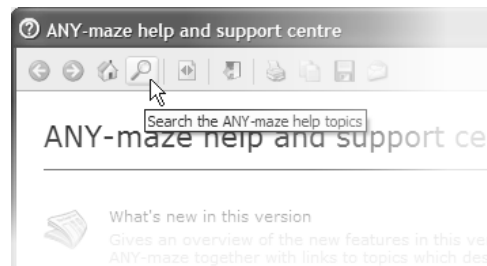 ANY-maze help and support centre
Search the ANY-maze help topics
ANY-maze help and support ce
What's new in this version
Gives an overview of the new features in this ve
ANY-maze together with links to topics which des